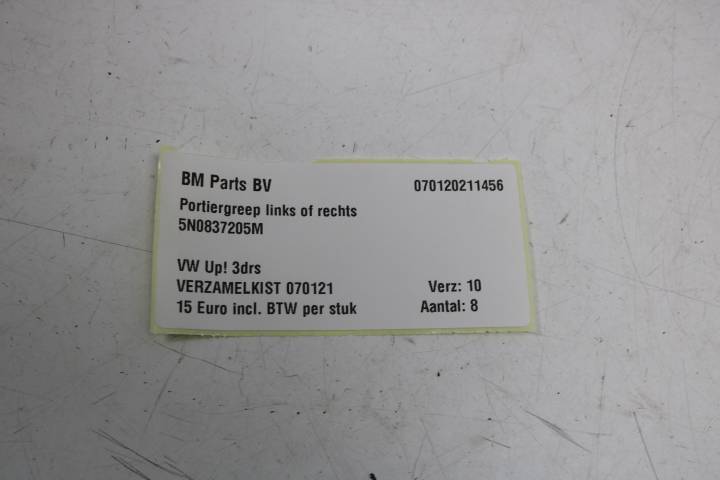 BM Parts BV 070120211456
Portiergreep links of rechts
5N0837205M
VW Up! 3drs
VERZAMELKIST 070121 Verz: 10
15 Euro incl. BTW per stuk Aantal: 8